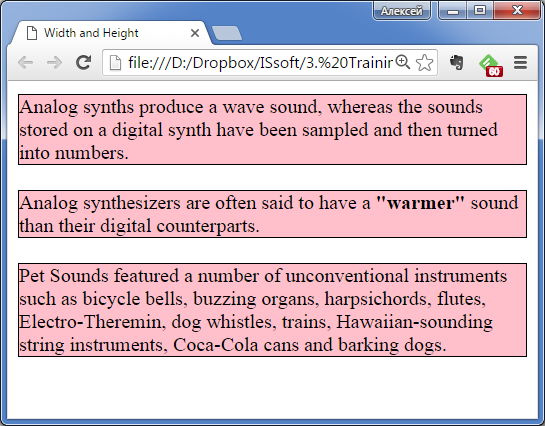 Алексей
Width and Height
file:///D:/Dropbox/ISsoft/3.%20Trainir
60
Analog synths produce a wave sound, whereas the sounds
stored on a digital synth have been sampled and then turned
into numbers.
Analog synthesizers are often said to have a "warmer" sound
than their digital counterparts.
Pet Sounds featured a number of unconventional instruments
such as bicycle bells, buzzing organs, harpsichords, flutes,
Electro-Theremin, dog whistles, trains, Hawaiian-sounding
string instruments, Coca-Cola cans and barking dogs.